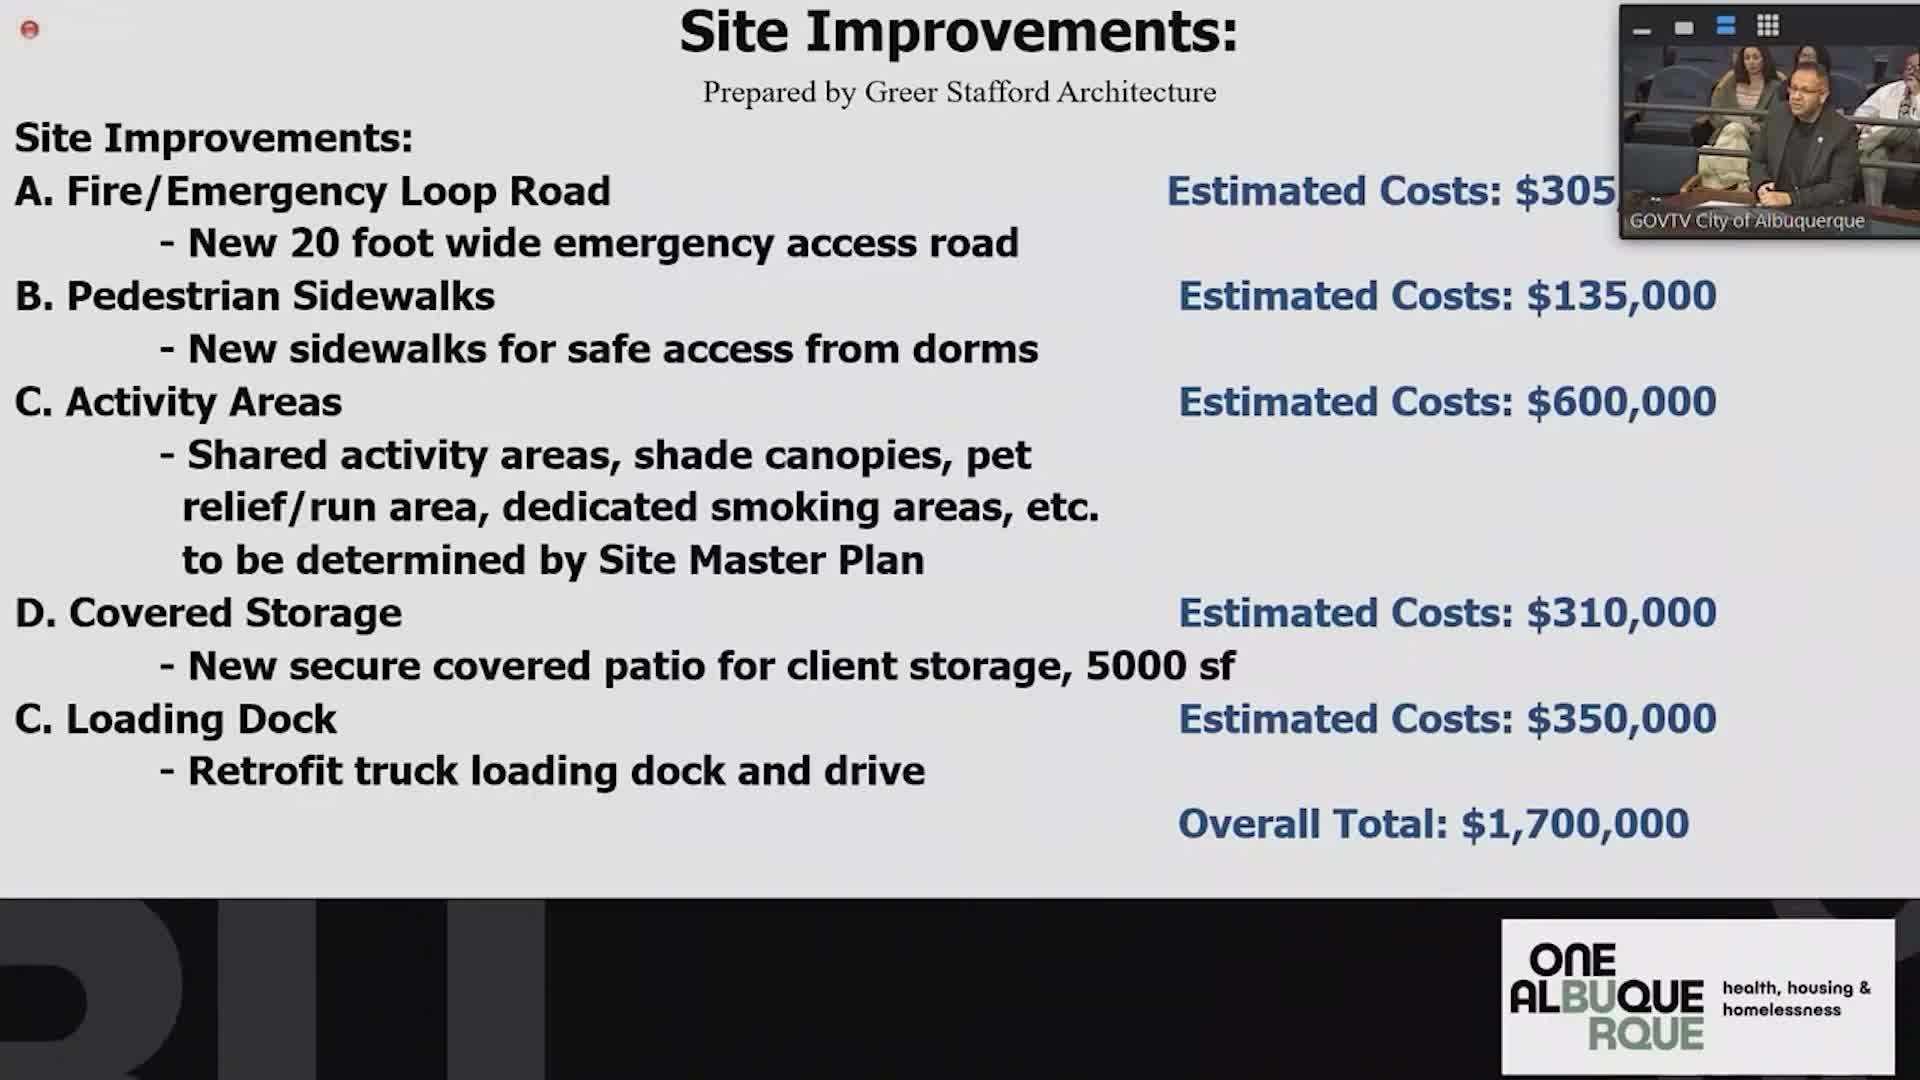 Site Improvements:
Prepared by Greer Stafford Architecture
Site Improvements:
A. Fire/Emergency Loop Road Estimated Costs: $305
- New 20 foot wide emergency access road
B. Pedestrian Sidewalks Estimated Costs: $135,000
- New sidewalks for safe access from dorms
C. Activity Areas Estimated Costs: $600,000
- Shared activity areas, shade canopies, pet
relief/run area, dedicated smoking areas, etc.
to be determined by Site Master Plan
D. Covered Storage Estimated Costs: $310,000
- New secure covered patio for client storage, 5000 sf
C. Loading Dock Estimated Costs: $350,000
- Retrofit truck loading dock and drive
Overall Total: $1,700,000
GOVTV City of Albuquerque
ONE
ALBUQUE
RQUE
health, housing &
homelessness